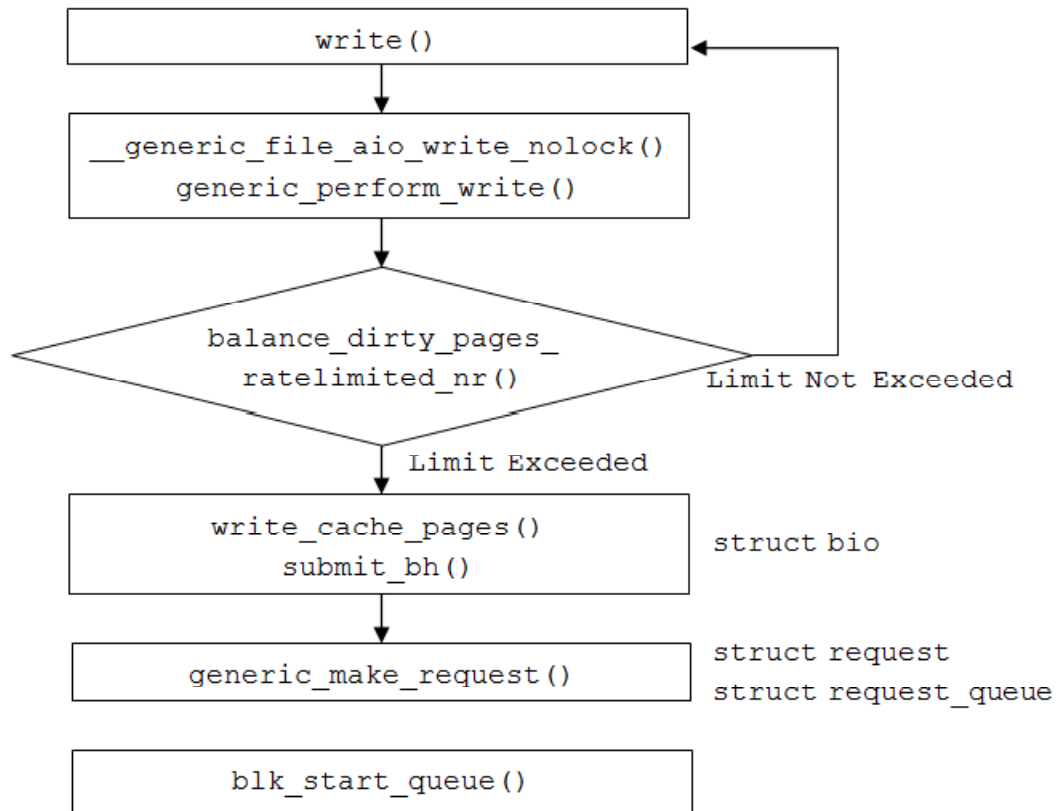 write()
__generic_file_aio_write_nolock()
generic_perform_write()
balance_dirty_pages_
ratelimited_nr()
Limit Not Exceeded
Limit Exceeded
write_cache_pages()
submit_bh()
struct bio
generic_make_request()
struct request
struct request_queue
blk_start_queue()